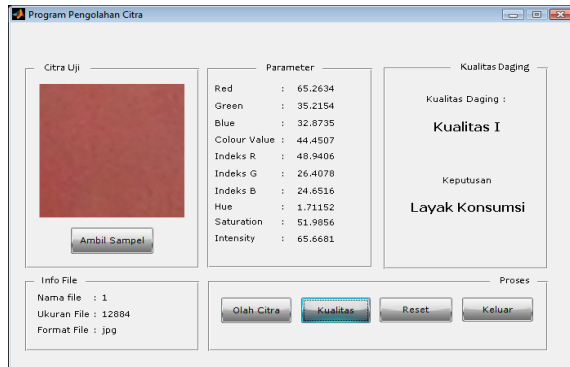 Program Pengolahan Citra
Citra Uji
Ambil Sampel
Parameter
Red : 65.2634
Green : 35.2154
Blue : 32.8735
Colour Value : 44.4507
Indeks R : 48.9406
Indeks G : 26.4078
Indeks B : 24.6516
Hue : 1.71152
Saturation : 51.9856
Intensity : 65.6681
Kualitas Daging
Kualitas Daging :
Kualitas I
Keputusan
Layak Konsumsi
Info File
Nama file : 1
Ukuran File : 12884
Format File : jpg
Proses
Olah Citra Kualitas Reset Keluar